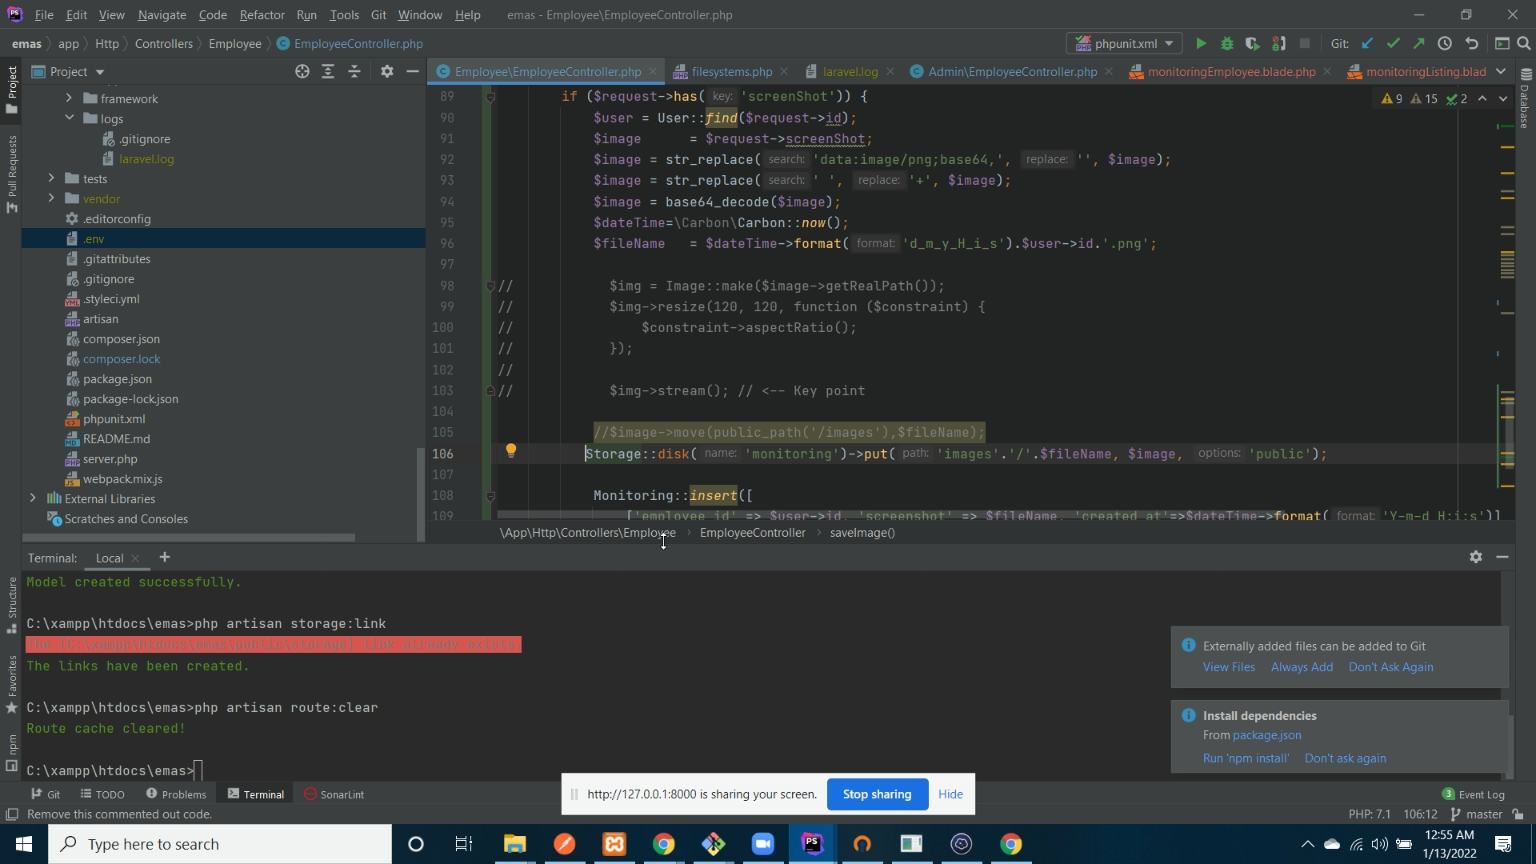 File Edit View Navigate Code Refactor Run Tools Git Window Help emas - Employee\EmployeeController.php
emas app Http Controllers Employee EmployeeController.php phpunit.xml Git:
Project Employee\EmployeeController.php filesystems.php laravel.log Admin\EmployeeController.php monitoringEmployee.blade.php monitoringListing.blad
Project
Pull Requests
Structure
Favorites
npm
Database
framework
logs
.gitignore
laravel.log
tests
vendor
.editorconfig
.env
.gitattributes
.gitignore
.styleci.yml
artisan
composer.json
composer.lock
package.json
package-lock.json
phpunit.xml
README.md
server.php
webpack.mix.js
External Libraries
Scratches and Consoles
9 15 2
89 if ($request->has( key: 'screenShot')) {
90 $user = User::find($request->id);
91 $image = $request->screenShot;
92 $image = str_replace( search: 'data:image/png;base64,', replace: '', $image);
93 $image = str_replace( search: ' ', replace: '+', $image);
94 $image = base64_decode($image);
95 $dateTime=\Carbon\Carbon::now();
96 $fileName = $dateTime->format( format: 'd_m_y_H_i_s').$user->id.'.png';
97
98 // $img = Image::make($image->getRealPath());
99 // $img->resize(120, 120, function ($constraint) {
100 // $constraint->aspectRatio();
101 // });
102 //
103 // $img->stream(); // <-- Key point
104
105 //$image->move(public_path('/images'),$fileName);
106 Storage::disk( name: 'monitoring')->put( path: 'images'.'/'.$fileName, $image, options: 'public');
107
108 Monitoring::insert([
109 ['employee_id' => $user->id, 'screenshot' => $fileName, 'created_at'=>$dateTime->format( format: 'Y-m-d H:i:s')]
\App\Http\Controllers\Employee EmployeeController saveImage()
Terminal: Local
Model created successfully.
C:\xampp\htdocs\emas>php artisan storage:link
The [C:\xampp\htdocs\emas\public\storage] link already exists.
The links have been created.
C:\xampp\htdocs\emas>php artisan route:clear
Route cache cleared!
C:\xampp\htdocs\emas>
Externally added files can be added to Git
View Files Always Add Don't Ask Again
Install dependencies
From package.json
Run 'npm install' Don't ask again
http://127.0.0.1:8000 is sharing your screen. Stop sharing Hide
Git TODO Problems Terminal SonarLint 3 Event Log
Remove this commented out code. PHP: 7.1 106:12 master
Type here to search
12:55 AM
1/13/2022